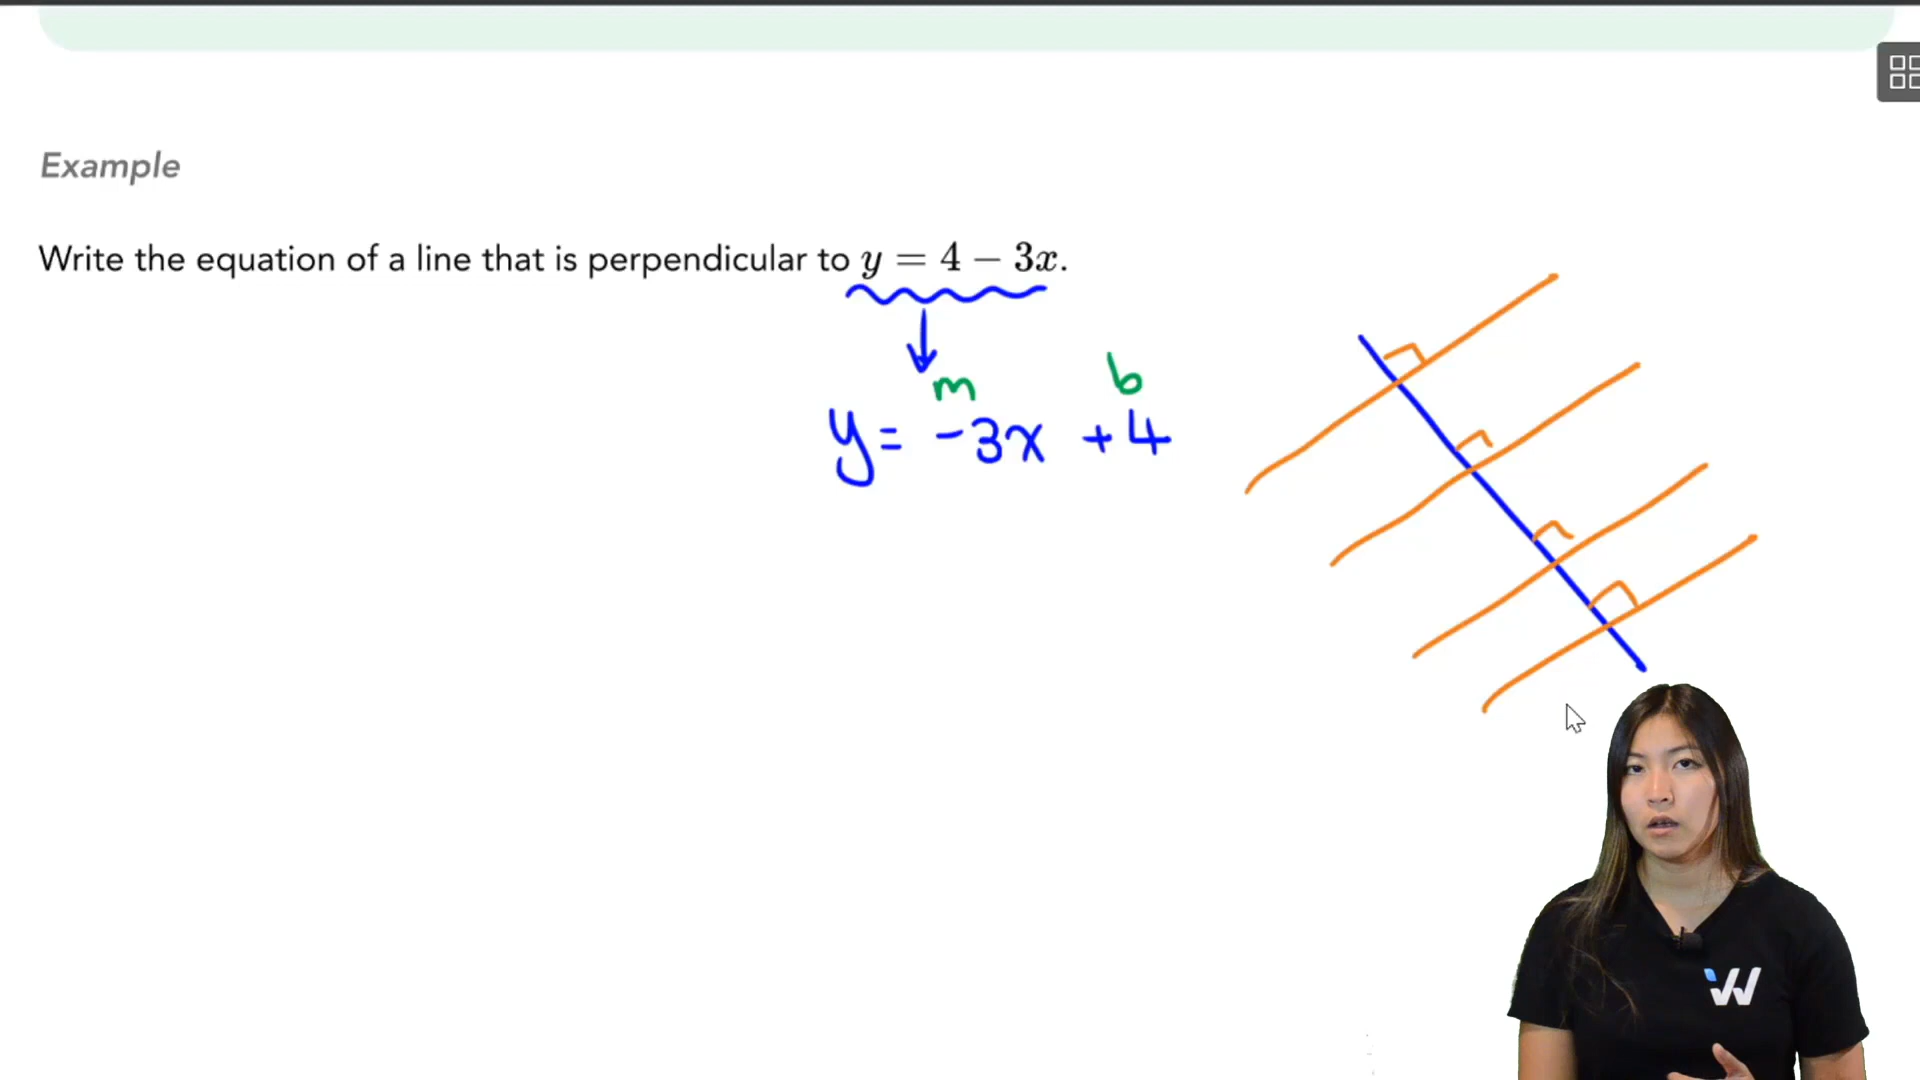 Example
Write the equation of a line that is perpendicular to y = 4 − 3x.
m b
y = -3x +4
W